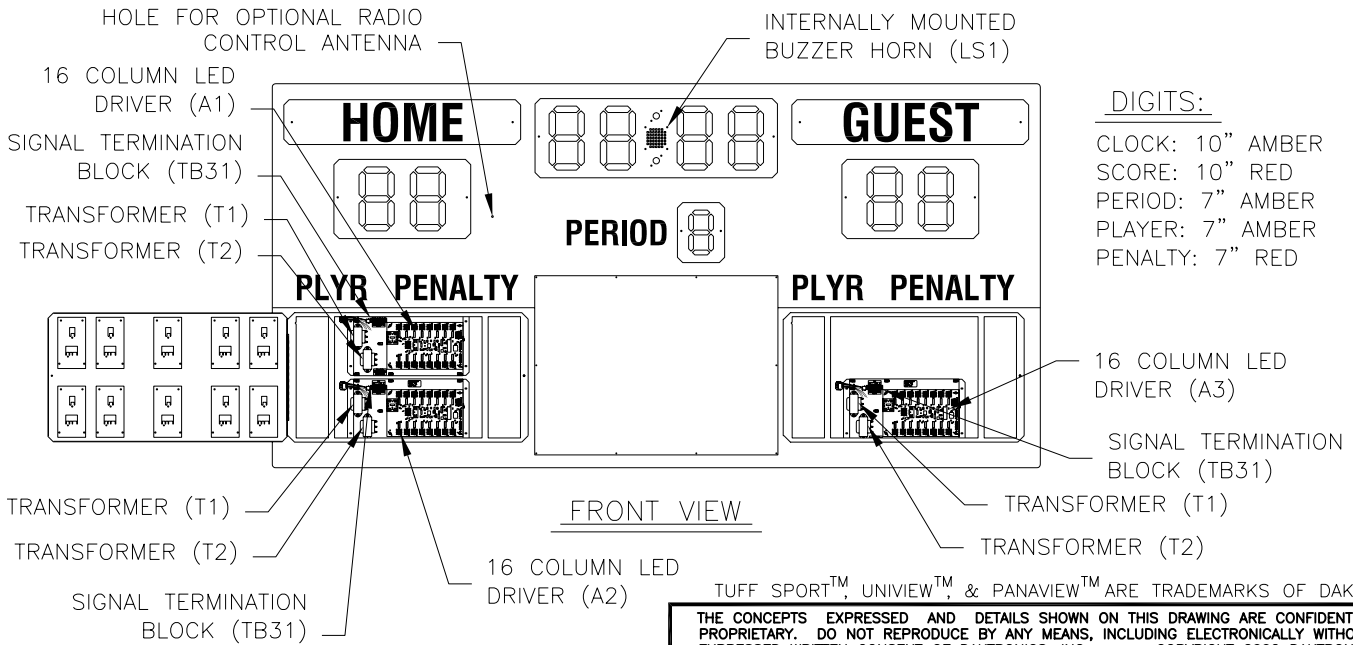 HOLE FOR OPTIONAL RADIO
CONTROL ANTENNA
16 COLUMN LED
DRIVER (A1)
SIGNAL TERMINATION
BLOCK (TB31)
TRANSFORMER (T1)
TRANSFORMER (T2)
INTERNALLY MOUNTED
BUZZER HORN (LS1)
HOME
GUEST
PERIOD
PLYR PENALTY
PLYR PENALTY
DIGITS:
CLOCK: 10” AMBER
SCORE: 10” RED
PERIOD: 7” AMBER
PLAYER: 7” AMBER
PENALTY: 7” RED
16 COLUMN LED
DRIVER (A3)
SIGNAL TERMINATION
BLOCK (TB31)
TRANSFORMER (T1)
TRANSFORMER (T2)
TRANSFORMER (T1)
TRANSFORMER (T2)
SIGNAL TERMINATION
BLOCK (TB31)
16 COLUMN LED
DRIVER (A2)
FRONT VIEW
TUFF SPORT™, UNIVIEW™, & PANAVIEW™ ARE TRADEMARKS OF DAK
THE CONCEPTS EXPRESSED AND DETAILS SHOWN ON THIS DRAWING ARE CONFIDENT
PROPRIETARY. DO NOT REPRODUCE BY ANY MEANS, INCLUDING ELECTRONICALLY WITHO